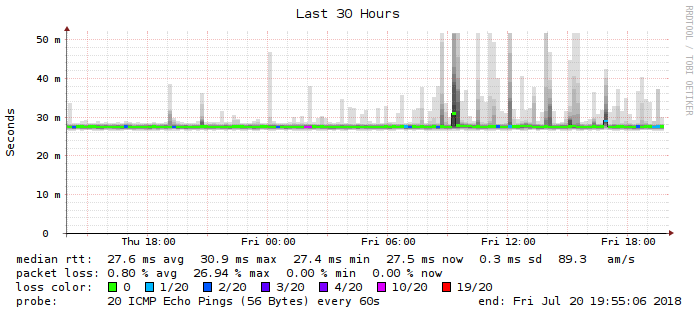 Last 30 Hours
RRDTOOL / TOBI OETIKER
Seconds
50 m
40 m
30 m
20 m
10 m
0
Thu 18:00 Fri 00:00 Fri 06:00 Fri 12:00 Fri 18:00
median rtt: 27.6 ms avg 30.9 ms max 27.4 ms min 27.5 ms now 0.3 ms sd 89.3 am/s
packet loss: 0.80 % avg 26.94 % max 0.00 % min 0.00 % now
loss color: 0 1/20 2/20 3/20 4/20 10/20 19/20
probe: 20 ICMP Echo Pings (56 Bytes) every 60s end: Fri Jul 20 19:55:06 2018